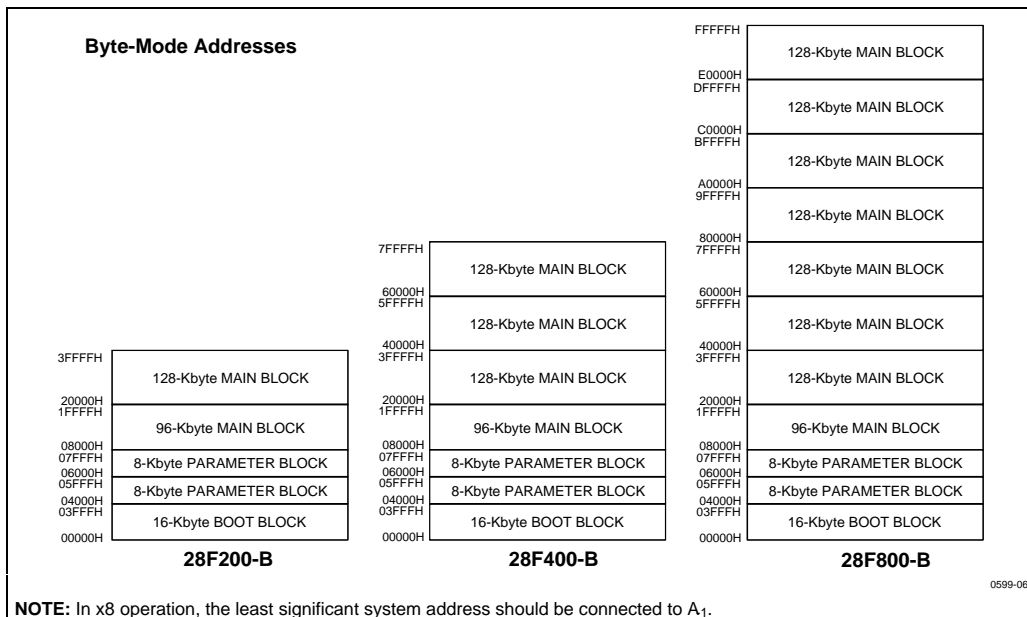 Byte-Mode Addresses
3FFFFH
128-Kbyte MAIN BLOCK
20000H
1FFFFH
96-Kbyte MAIN BLOCK
08000H
07FFFH
8-Kbyte PARAMETER BLOCK
06000H
05FFFH
8-Kbyte PARAMETER BLOCK
04000H
03FFFH
16-Kbyte BOOT BLOCK
00000H
28F200-B
7FFFFH
128-Kbyte MAIN BLOCK
60000H
5FFFFH
128-Kbyte MAIN BLOCK
40000H
3FFFFH
128-Kbyte MAIN BLOCK
20000H
1FFFFH
96-Kbyte MAIN BLOCK
08000H
07FFFH
8-Kbyte PARAMETER BLOCK
06000H
05FFFH
8-Kbyte PARAMETER BLOCK
04000H
03FFFH
16-Kbyte BOOT BLOCK
00000H
28F400-B
FFFFFH
128-Kbyte MAIN BLOCK
E0000H
DFFFFH
128-Kbyte MAIN BLOCK
C0000H
BFFFFH
128-Kbyte MAIN BLOCK
A0000H
9FFFFH
128-Kbyte MAIN BLOCK
80000H
7FFFFH
128-Kbyte MAIN BLOCK
60000H
5FFFFH
128-Kbyte MAIN BLOCK
40000H
3FFFFH
128-Kbyte MAIN BLOCK
20000H
1FFFFH
96-Kbyte MAIN BLOCK
08000H
07FFFH
8-Kbyte PARAMETER BLOCK
06000H
05FFFH
8-Kbyte PARAMETER BLOCK
04000H
03FFFH
16-Kbyte BOOT BLOCK
00000H
28F800-B
0599-06
NOTE: In x8 operation, the least significant system address should be connected to A₁.